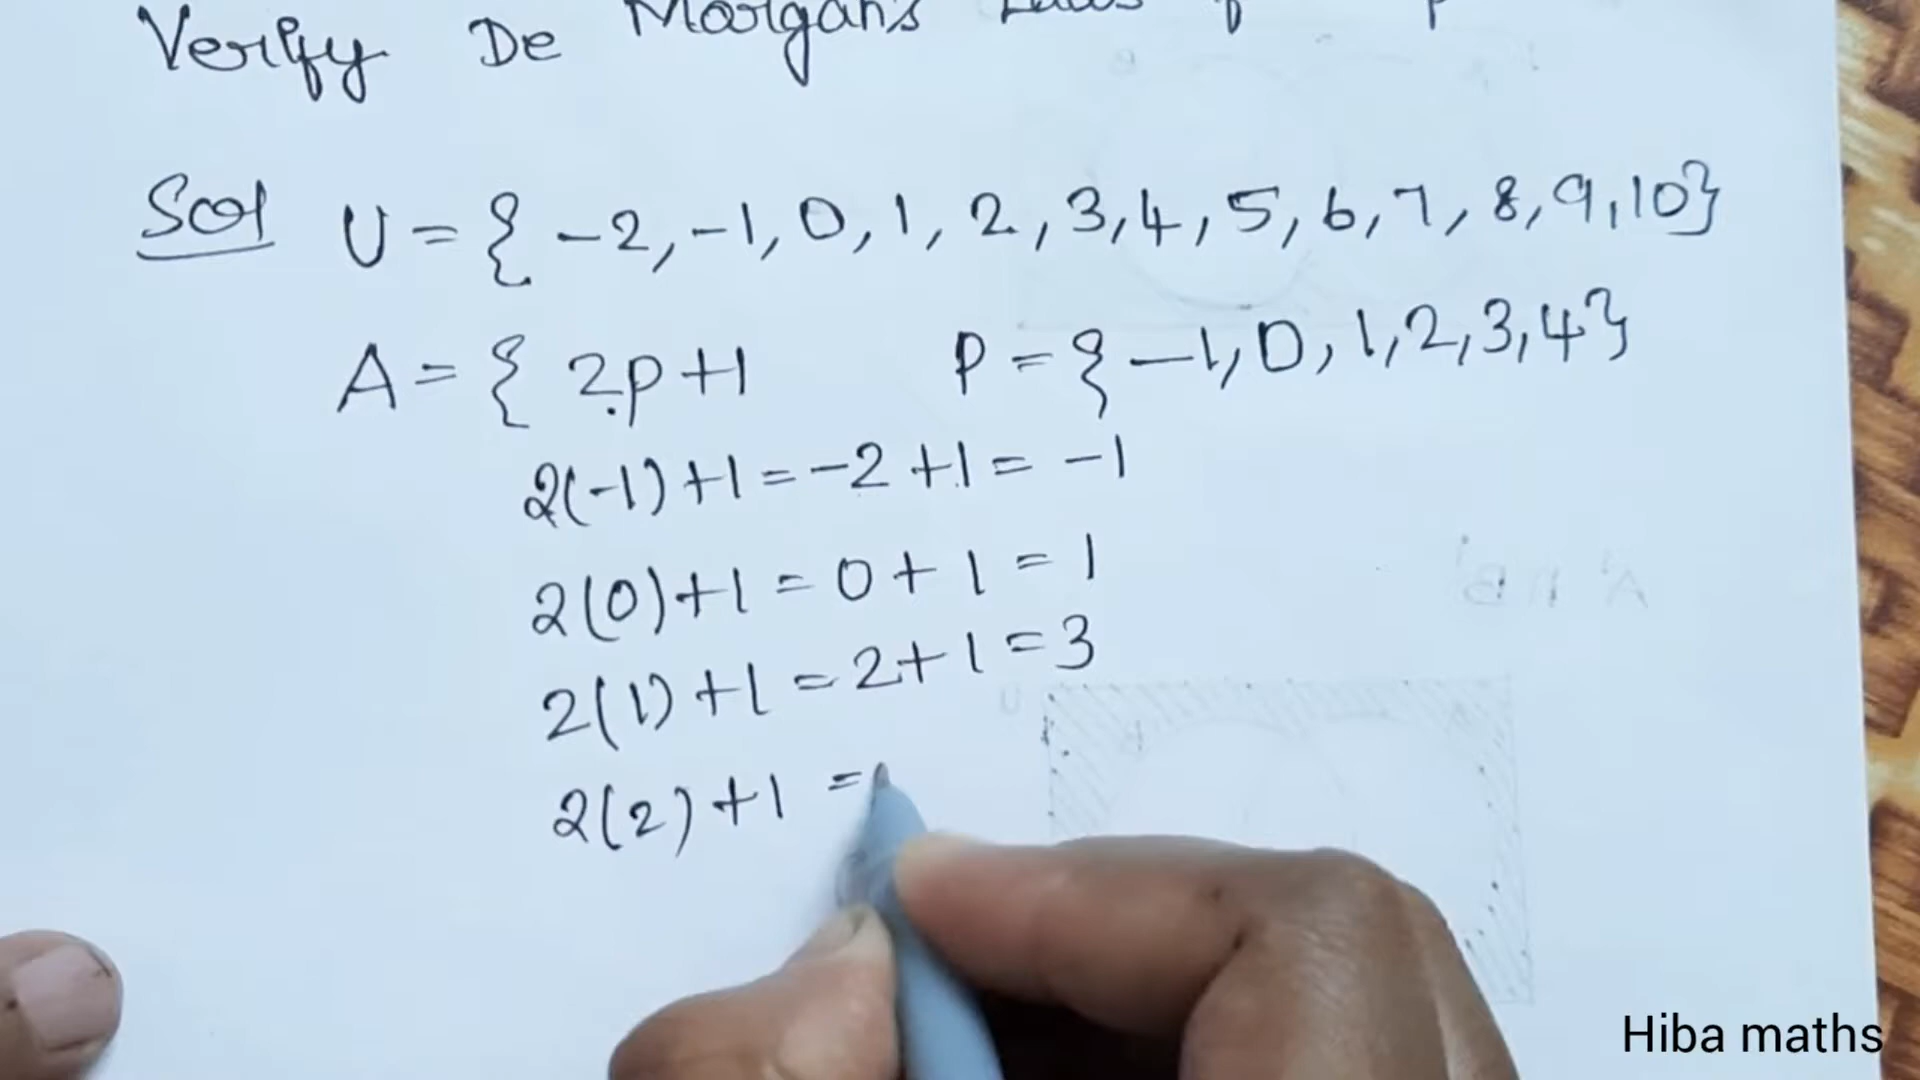 Verify De Morgan's Laws
Sol U = { -2, -1, 0, 1, 2, 3, 4, 5, 6, 7, 8, 9, 10}
A = { 2p+1 P = { -1, 0, 1, 2, 3, 4}
2(-1)+1 = -2+1 = -1
2(0)+1 = 0+1 = 1
2(1)+1 = 2+1 = 3
2(2)+1 =
Hiba maths